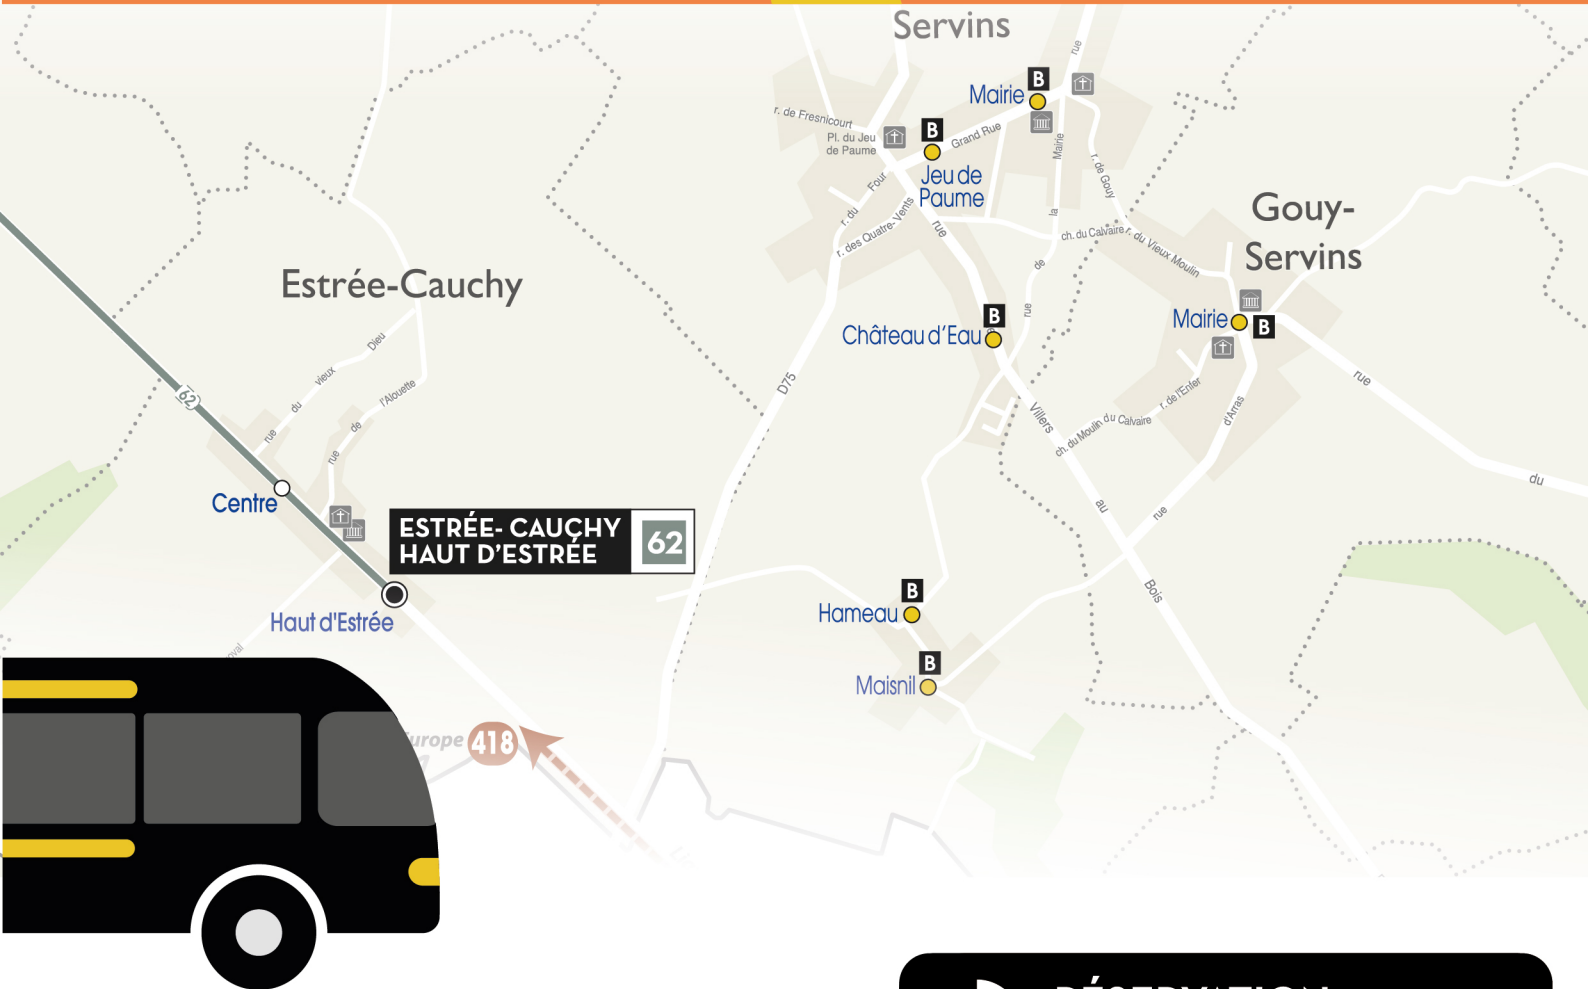 Servins
B
Mairie
rue
r. de Fresnicourt
Pl. du Jeu
de Paume
B
Grand Rue
Mairie
Jeu de
Paume
r. du Four
r. de Gouy
r. des Quatre-Vents
rue
la
ch. du Calvaire
r. du Vieux Moulin
Gouy-
Servins
de
rue
Estrée-Cauchy
B
Château d'Eau
Mairie
B
rue
du
vieux
Dieu
rue
de
l'Alouette
D75
62
Villers
ch. du Moulin du Calvaire
r. de l'Enfer
d'Arras
rue
du
au
rue
Bois
Centre
ESTRÉE- CAUCHY
HAUT D'ESTRÉE
62
Haut d'Estrée
B
Hameau
B
Maisnil
418
RÉSERVATION